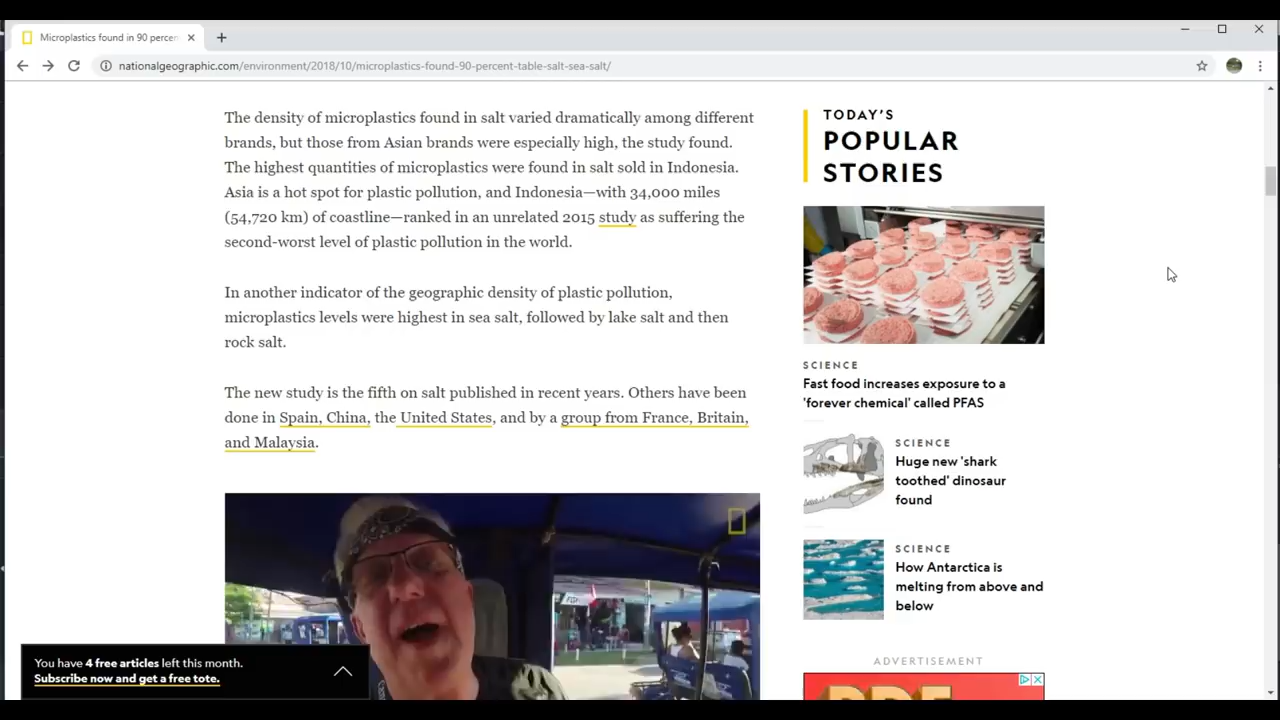 Microplastics found in 90 percen
nationalgeographic.com/environment/2018/10/microplastics-found-90-percent-table-salt-sea-salt/
The density of microplastics found in salt varied dramatically among different
brands, but those from Asian brands were especially high, the study found.
The highest quantities of microplastics were found in salt sold in Indonesia.
Asia is a hot spot for plastic pollution, and Indonesia—with 34,000 miles
(54,720 km) of coastline—ranked in an unrelated 2015 study as suffering the
second-worst level of plastic pollution in the world.
In another indicator of the geographic density of plastic pollution,
microplastics levels were highest in sea salt, followed by lake salt and then
rock salt.
The new study is the fifth on salt published in recent years. Others have been
done in Spain, China, the United States, and by a group from France, Britain,
and Malaysia.
You have 4 free articles left this month.
Subscribe now and get a free tote.
TODAY'S
POPULAR
STORIES
SCIENCE
Fast food increases exposure to a
'forever chemical' called PFAS
SCIENCE
Huge new 'shark
toothed' dinosaur
found
SCIENCE
How Antarctica is
melting from above and
below
ADVERTISEMENT